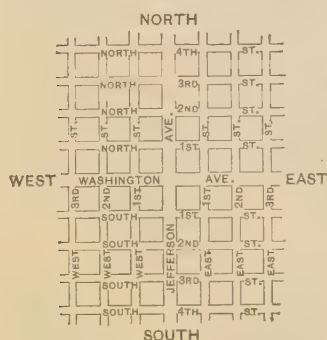 NORTH
NORTH 4TH ST.
NORTH 3RD ST.
NORTH 2ND ST.
ST. ST. ST. AVE. ST. ST. ST.
NORTH 1ST ST.
WEST WASHINGTON AVE. EAST
3RD 2ND 1ST 1ST 2ND 3RD
SOUTH 1ST ST.
SOUTH 2ND ST.
WEST WEST WEST JEFFERSON EAST EAST EAST
SOUTH 3RD ST.
SOUTH 4TH ST.
SOUTH